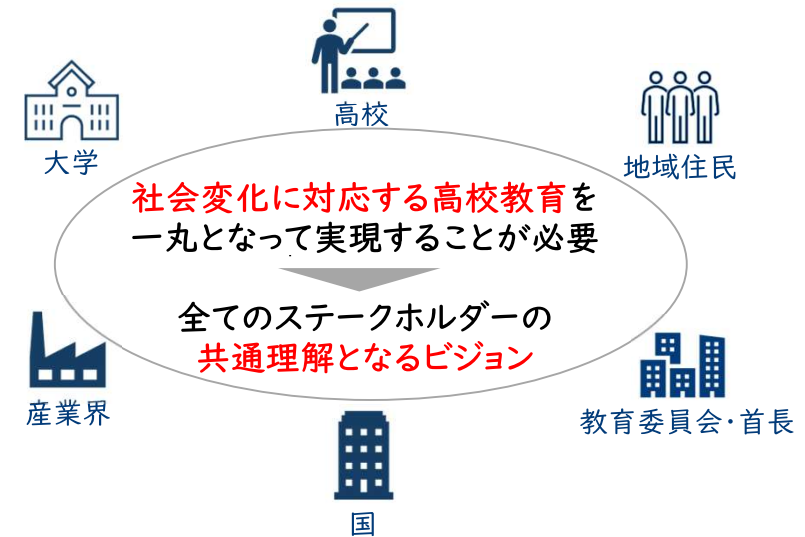 高校
大学
地域住民
社会変化に対応する高校教育を
一丸となって実現することが必要
全てのステークホルダーの
共通理解となるビジョン
産業界
教育委員会・首長
国